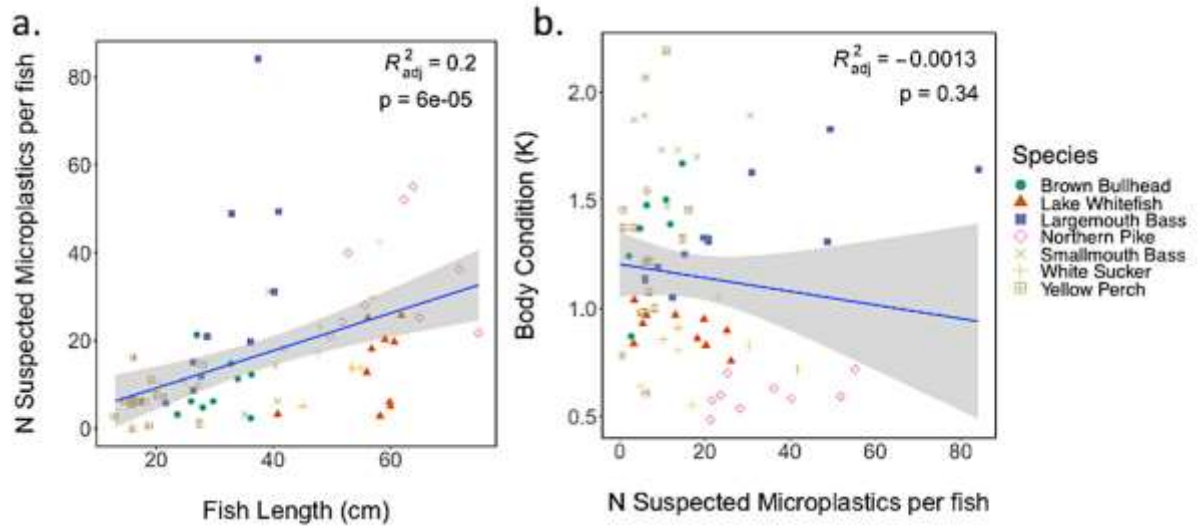 a.
N Suspected Microplastics per fish
80
60
40
20
0
R²adj = 0.2
p = 6e-05
20
40
60
Fish Length (cm)
b.
Body Condition (K)
2.0
1.5
1.0
0.5
R²adj = −0.0013
p = 0.34
0
20
40
60
80
N Suspected Microplastics per fish
Species
Brown Bullhead
Lake Whitefish
Largemouth Bass
Northern Pike
Smallmouth Bass
White Sucker
Yellow Perch